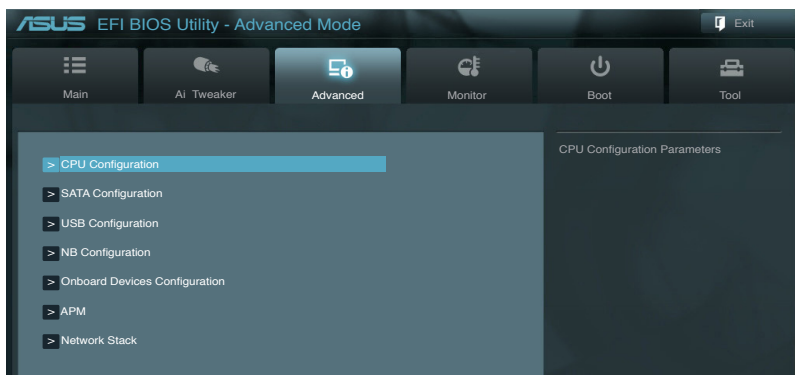 ASUS EFI BIOS Utility - Advanced Mode
Exit
Main
Ai Tweaker
Advanced
Monitor
Boot
Tool
CPU Configuration Parameters
> CPU Configuration
> SATA Configuration
> USB Configuration
> NB Configuration
> Onboard Devices Configuration
> APM
> Network Stack